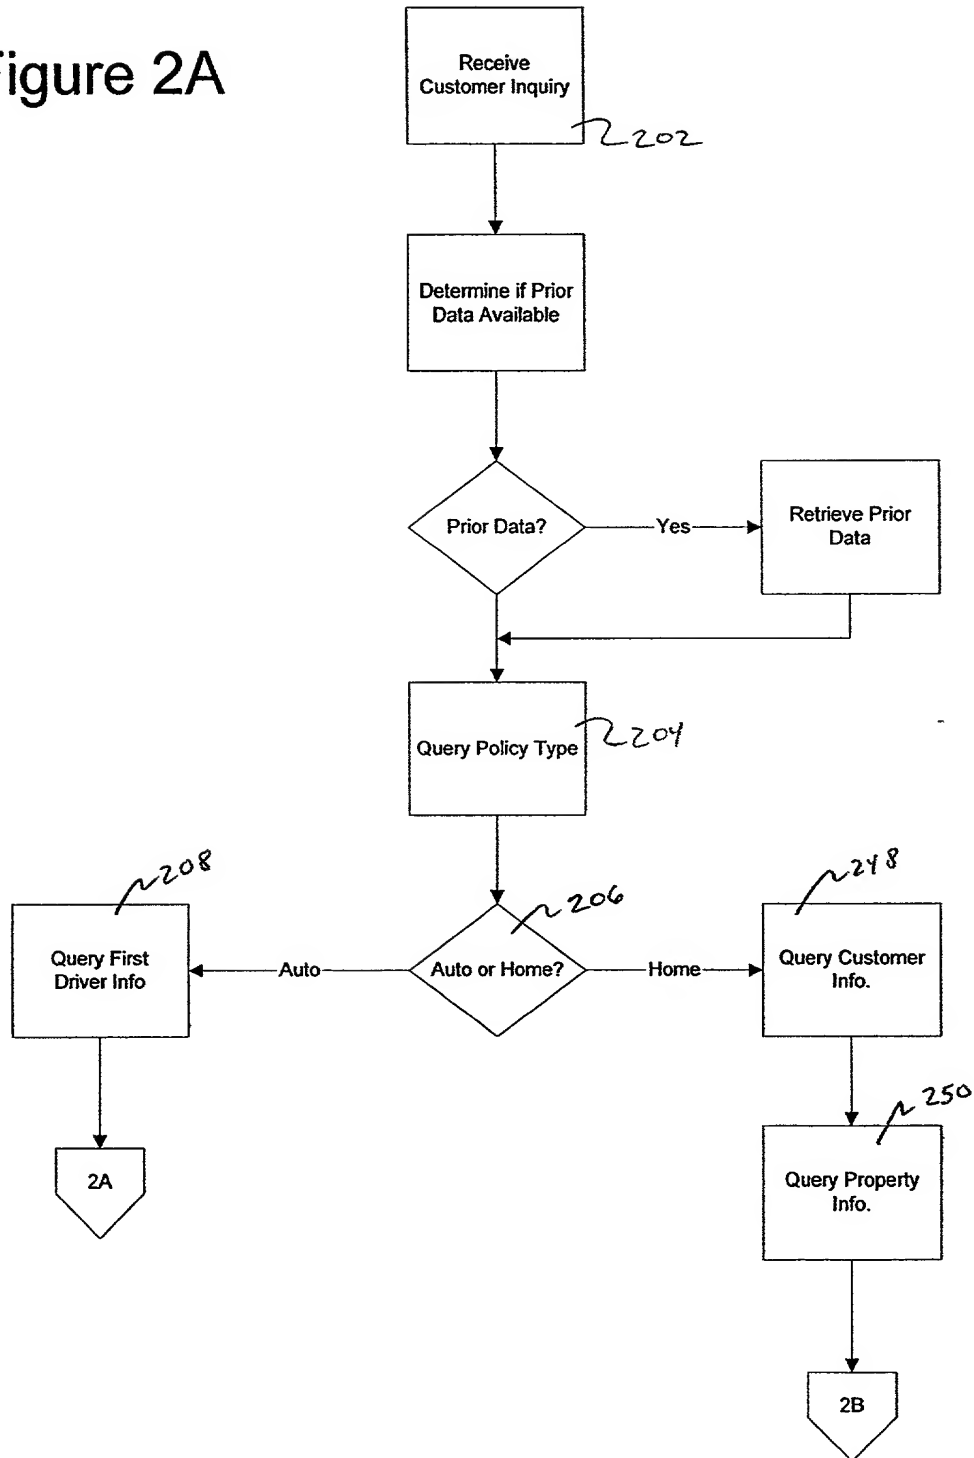 igure 2A
Receive
Customer Inquiry
202
Determine if Prior
Data Available
Prior Data?
Yes
Retrieve Prior
Data
Query Policy Type
204
208
206
248
Query First
Driver Info
Auto
Auto or Home?
Home
Query Customer
Info.
250
2A
Query Property
Info.
2B